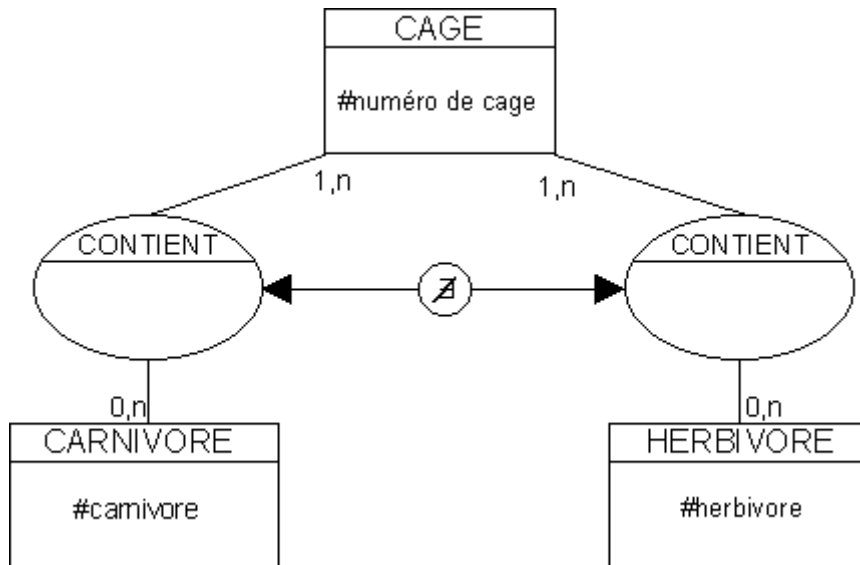 CAGE
#numéro de cage
1,n
1,n
CONTIENT
CONTIENT
∄
0,n
0,n
CARNIVORE
HERBIVORE
#carnivore
#herbivore